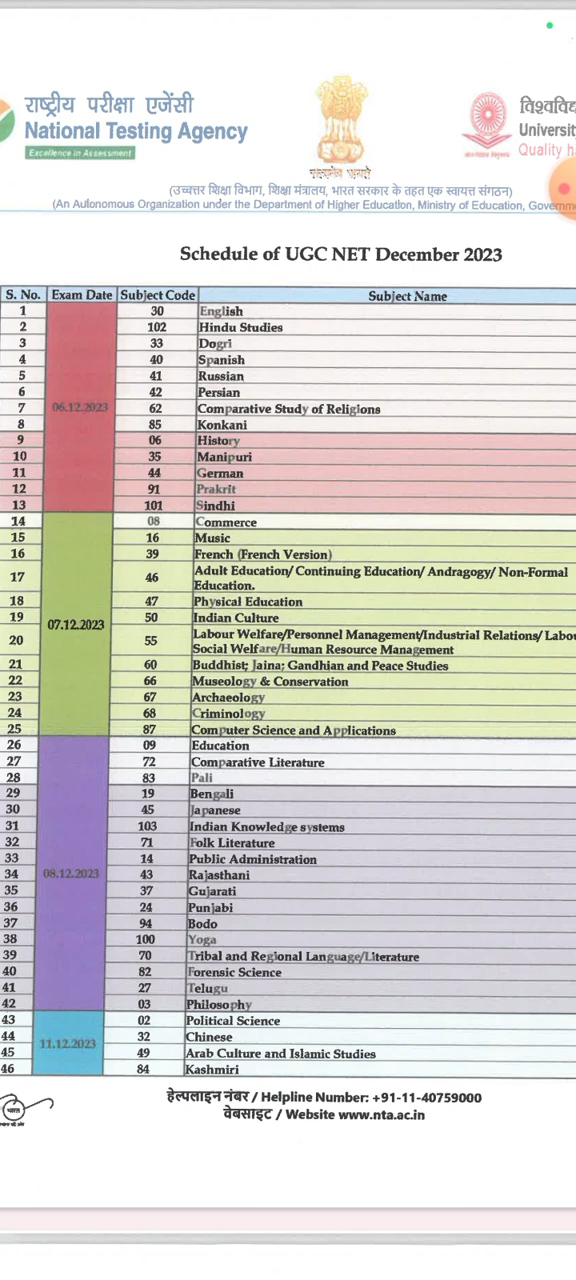 राष्ट्रीय परीक्षा एजेंसी
National Testing Agency
Excellence in Assessment
सत्यमेव जयते
विश्ववि
Universit
Quality h
(उच्चत्तर शिक्षा विभाग, शिक्षा मंत्रालय, भारत सरकार के तहत एक स्वायत्त संगठन)
(An Autonomous Organization under the Department of Higher Education, Ministry of Education, Governm
Schedule of UGC NET December 2023
S. No. Exam Date Subject Code Subject Name
1 30 English
2 102 Hindu Studies
3 33 Dogri
4 40 Spanish
5 41 Russian
6 42 Persian
7 06.12.2023 62 Comparative Study of Religions
8 85 Konkani
9 06 History
10 35 Manipuri
11 44 German
12 91 Prakrit
13 101 Sindhi
14 08 Commerce
15 16 Music
16 39 French (French Version)
17 46 Adult Education/ Continuing Education/ Andragogy/ Non-Formal
Education.
18 47 Physical Education
19 07.12.2023 50 Indian Culture
20 55 Labour Welfare/Personnel Management/Industrial Relations/ Labou
Social Welfare/Human Resource Management
21 60 Buddhist; Jaina; Gandhian and Peace Studies
22 66 Museology & Conservation
23 67 Archaeology
24 68 Criminology
25 87 Computer Science and Applications
26 09 Education
27 72 Comparative Literature
28 83 Pali
29 19 Bengali
30 45 Japanese
31 103 Indian Knowledge systems
32 71 Folk Literature
33 14 Public Administration
34 08.12.2023 43 Rajasthani
35 37 Gujarati
36 24 Punjabi
37 94 Bodo
38 100 Yoga
39 70 Tribal and Regional Language/Literature
40 82 Forensic Science
41 27 Telugu
42 03 Philosophy
43 02 Political Science
44 11.12.2023 32 Chinese
45 49 Arab Culture and Islamic Studies
46 84 Kashmiri
हेल्पलाइन नंबर / Helpline Number: +91-11-40759000
वेबसाइट / Website www.nta.ac.in